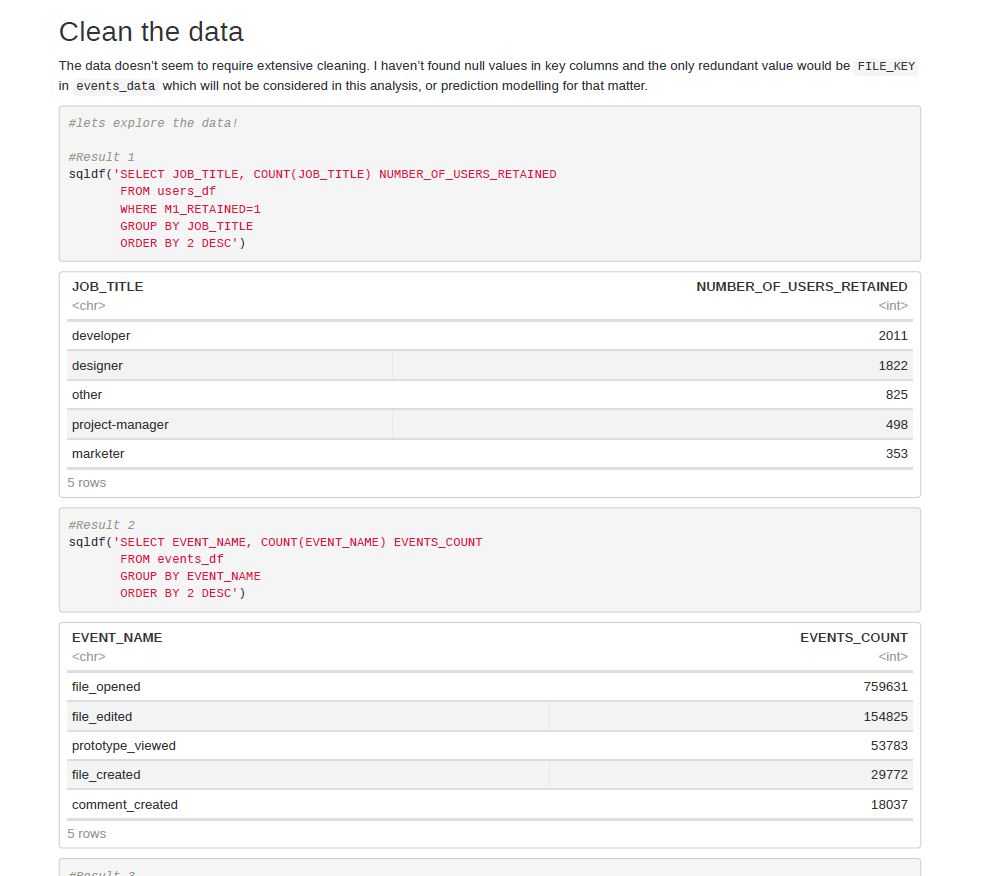 Clean the data
The data doesn’t seem to require extensive cleaning. I haven’t found null values in key columns and the only redundant value would be FILE_KEY
in events_data which will not be considered in this analysis, or prediction modelling for that matter.
#lets explore the data!
#Result 1
sqldf('SELECT JOB_TITLE, COUNT(JOB_TITLE) NUMBER_OF_USERS_RETAINED
FROM users_df
WHERE M1_RETAINED=1
GROUP BY JOB_TITLE
ORDER BY 2 DESC')
JOB_TITLE NUMBER_OF_USERS_RETAINED
<chr> <int>
developer 2011
designer 1822
other 825
project-manager 498
marketer 353
5 rows
#Result 2
sqldf('SELECT EVENT_NAME, COUNT(EVENT_NAME) EVENTS_COUNT
FROM events_df
GROUP BY EVENT_NAME
ORDER BY 2 DESC')
EVENT_NAME EVENTS_COUNT
<chr> <int>
file_opened 759631
file_edited 154825
prototype_viewed 53783
file_created 29772
comment_created 18037
5 rows
#Result 3